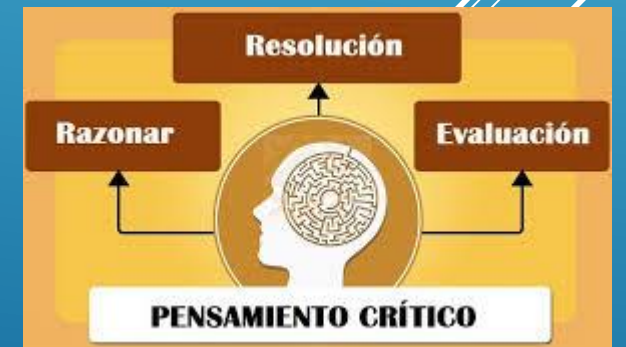 Resolución
Razonar
Evaluación
PENSAMIENTO CRÍTICO